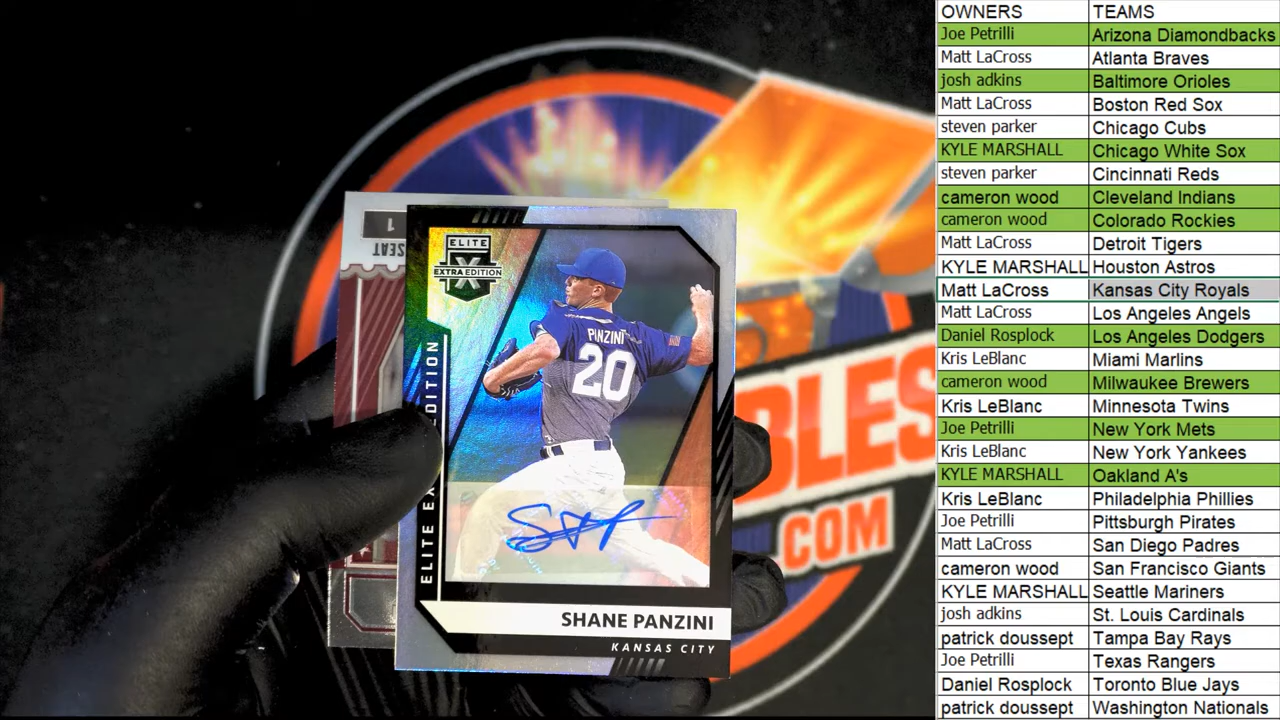 OWNERS TEAMS
Joe Petrilli Arizona Diamondbacks
Matt LaCross Atlanta Braves
josh adkins Baltimore Orioles
Matt LaCross Boston Red Sox
steven parker Chicago Cubs
KYLE MARSHALL Chicago White Sox
steven parker Cincinnati Reds
cameron wood Cleveland Indians
cameron wood Colorado Rockies
Matt LaCross Detroit Tigers
KYLE MARSHALL Houston Astros
Matt LaCross Kansas City Royals
Matt LaCross Los Angeles Angels
Daniel Rosplock Los Angeles Dodgers
Kris LeBlanc Miami Marlins
cameron wood Milwaukee Brewers
Kris LeBlanc Minnesota Twins
Joe Petrilli New York Mets
Kris LeBlanc New York Yankees
KYLE MARSHALL Oakland A's
Kris LeBlanc Philadelphia Phillies
Joe Petrilli Pittsburgh Pirates
Matt LaCross San Diego Padres
cameron wood San Francisco Giants
KYLE MARSHALL Seattle Mariners
josh adkins St. Louis Cardinals
patrick doussept Tampa Bay Rays
Joe Petrilli Texas Rangers
Daniel Rosplock Toronto Blue Jays
patrick doussept Washington Nationals
1
SEAT
ELITE
X
EXTRA EDITION
PINZINI
20
SHANE PANZINI
KANSAS CITY
BLES
.COM